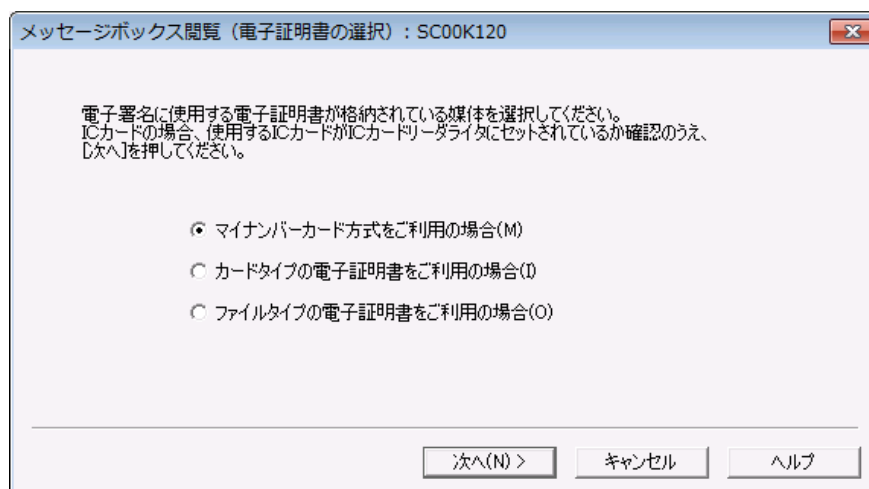 メッセージボックス閲覧（電子証明書の選択）: SC00K120
電子署名に使用する電子証明書が格納されている媒体を選択してください。
ICカードの場合、使用するICカードがICカードリーダライタにセットされているか確認のうえ、
[次へ]を押してください。
マイナンバーカード方式をご利用の場合(M)
カードタイプの電子証明書をご利用の場合(I)
ファイルタイプの電子証明書をご利用の場合(O)
次へ(N) >
キャンセル
ヘルプ